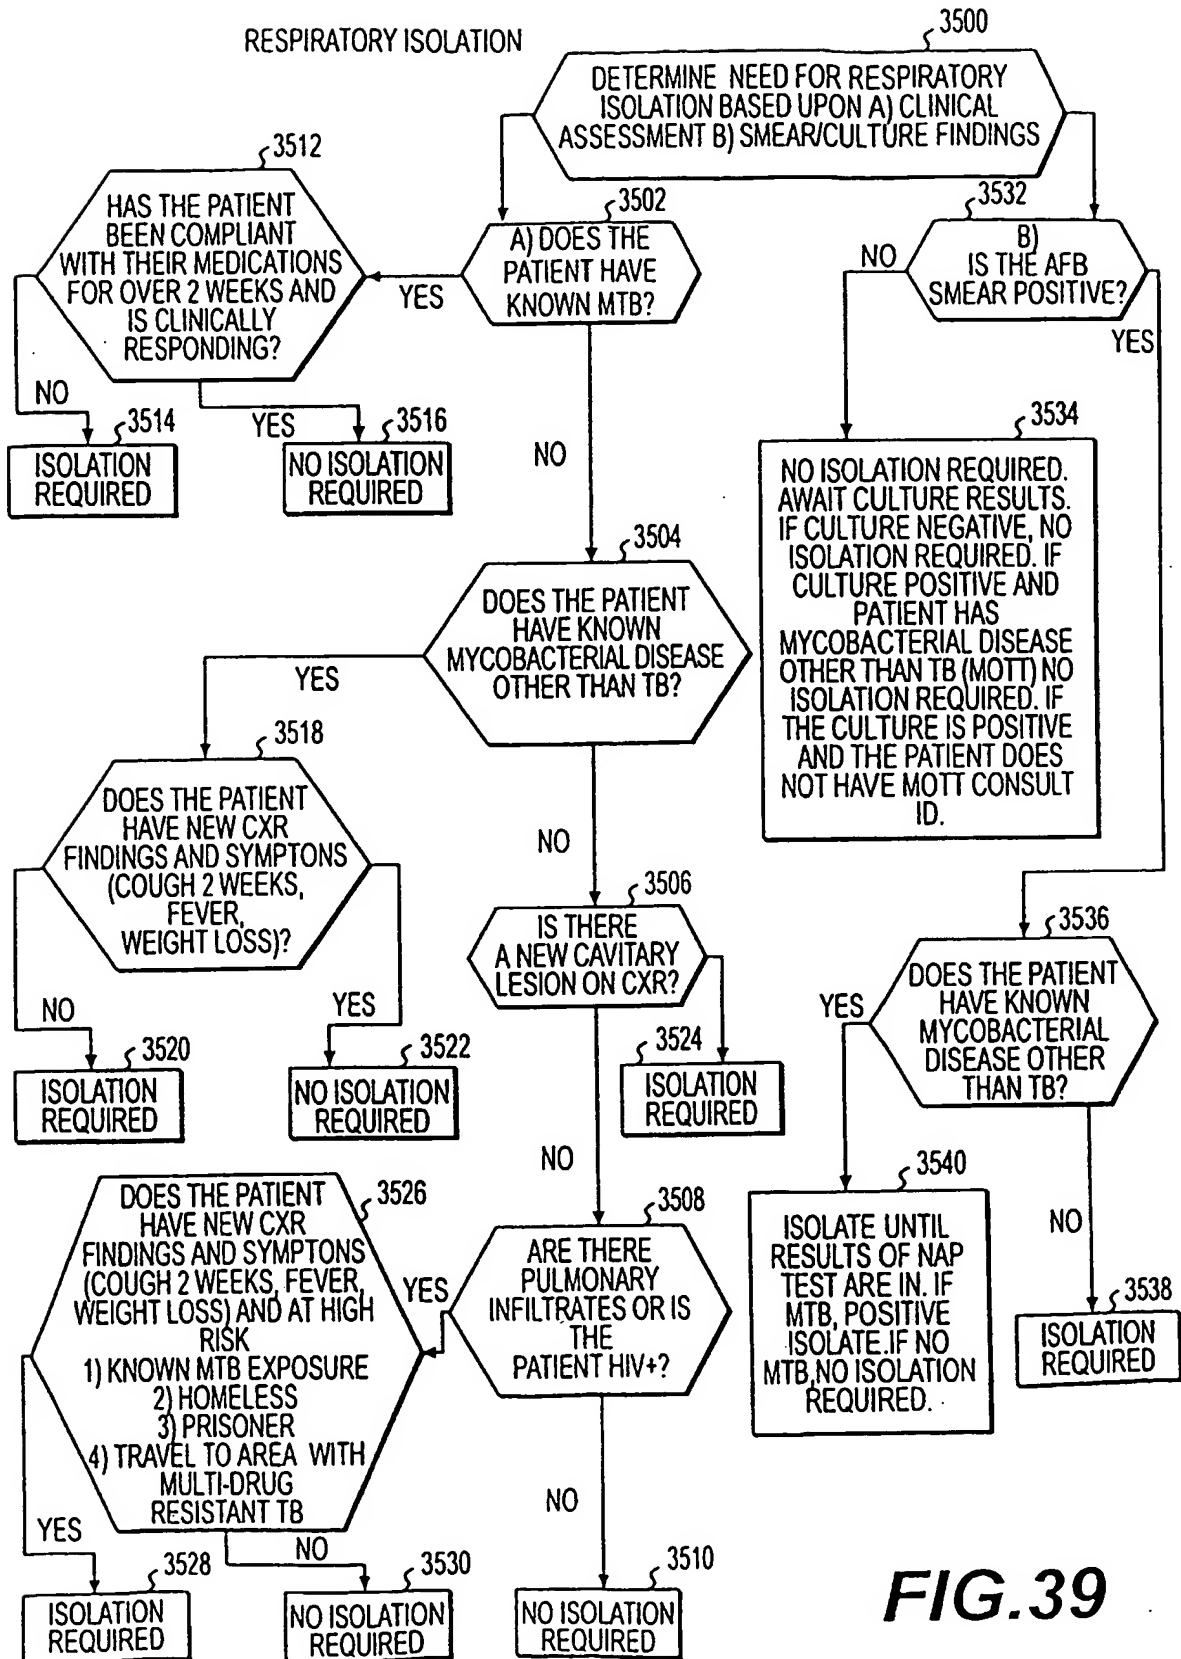 RESPIRATORY ISOLATION
3500
DETERMINE NEED FOR RESPIRATORY
ISOLATION BASED UPON A) CLINICAL
ASSESSMENT B) SMEAR/CULTURE FINDINGS
3512
HAS THE PATIENT
BEEN COMPLIANT
WITH THEIR MEDICATIONS
FOR OVER 2 WEEKS AND
IS CLINICALLY
RESPONDING?
3502
A) DOES THE
PATIENT HAVE
KNOWN MTB?
YES
3532
B)
IS THE AFB
SMEAR POSITIVE?
NO
YES
NO
3514
ISOLATION
REQUIRED
YES
3516
NO ISOLATION
REQUIRED
NO
3534
NO ISOLATION REQUIRED.
AWAIT CULTURE RESULTS.
IF CULTURE NEGATIVE, NO
ISOLATION REQUIRED. IF
CULTURE POSITIVE AND
PATIENT HAS
MYCOBACTERIAL DISEASE
OTHER THAN TB (MOTT) NO
ISOLATION REQUIRED. IF
THE CULTURE IS POSITIVE
AND THE PATIENT DOES
NOT HAVE MOTT CONSULT
ID.
3504
DOES THE PATIENT
HAVE KNOWN
MYCOBACTERIAL DISEASE
OTHER THAN TB?
YES
3518
DOES THE PATIENT
HAVE NEW CXR
FINDINGS AND SYMPTONS
(COUGH 2 WEEKS,
FEVER,
WEIGHT LOSS)?
NO
3506
IS THERE
A NEW CAVITARY
LESION ON CXR?
3536
DOES THE PATIENT
HAVE KNOWN
MYCOBACTERIAL
DISEASE OTHER
THAN TB?
YES
NO
3520
ISOLATION
REQUIRED
YES
3522
NO ISOLATION
REQUIRED
3524
ISOLATION
REQUIRED
NO
3526
DOES THE PATIENT
HAVE NEW CXR
FINDINGS AND SYMPTONS
(COUGH 2 WEEKS, FEVER,
WEIGHT LOSS) AND AT HIGH
RISK
1) KNOWN MTB EXPOSURE
2) HOMELESS
3) PRISONER
4) TRAVEL TO AREA WITH
MULTI-DRUG
RESISTANT TB
YES
3508
ARE THERE
PULMONARY
INFILTRATES OR IS
THE
PATIENT HIV+?
3540
ISOLATE UNTIL
RESULTS OF NAP
TEST ARE IN. IF
MTB, POSITIVE
ISOLATE.IF NO
MTB,NO ISOLATION
REQUIRED.
NO
3538
ISOLATION
REQUIRED
YES
3528
ISOLATION
REQUIRED
NO
3530
NO ISOLATION
REQUIRED
NO
3510
NO ISOLATION
REQUIRED
FIG.39